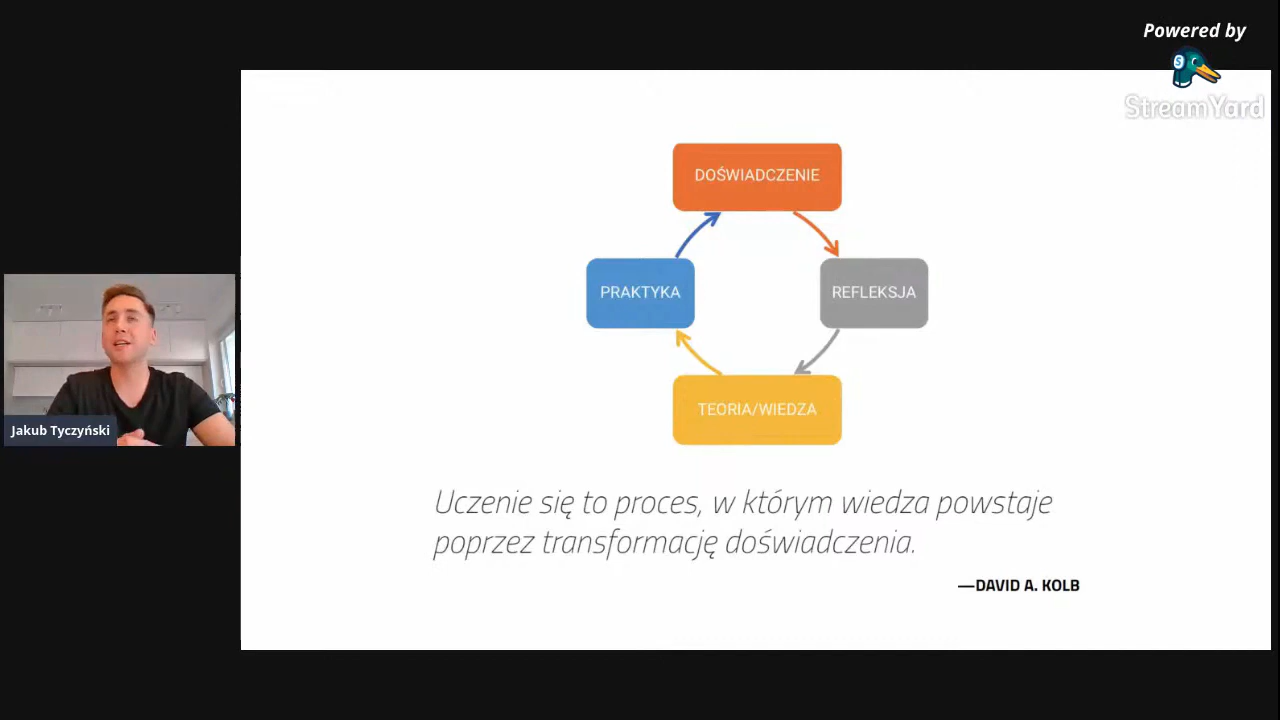 Powered by
StreamYard
DOŚWIADCZENIE
PRAKTYKA
REFLEKSJA
TEORIA/WIEDZA
Jakub Tyczyński
Uczenie się to proces, w którym wiedza powstaje
poprzez transformację doświadczenia.
—DAVID A. KOLB